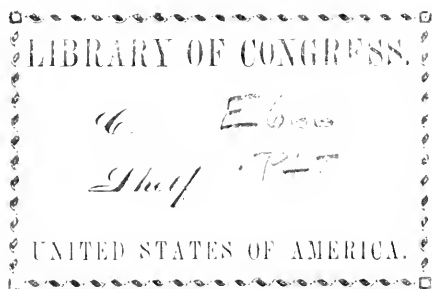 LIBRARY OF CONGRESS.
C.
Shelf
UNITED STATES OF AMERICA.